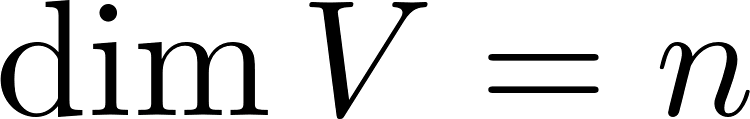 dim V = n